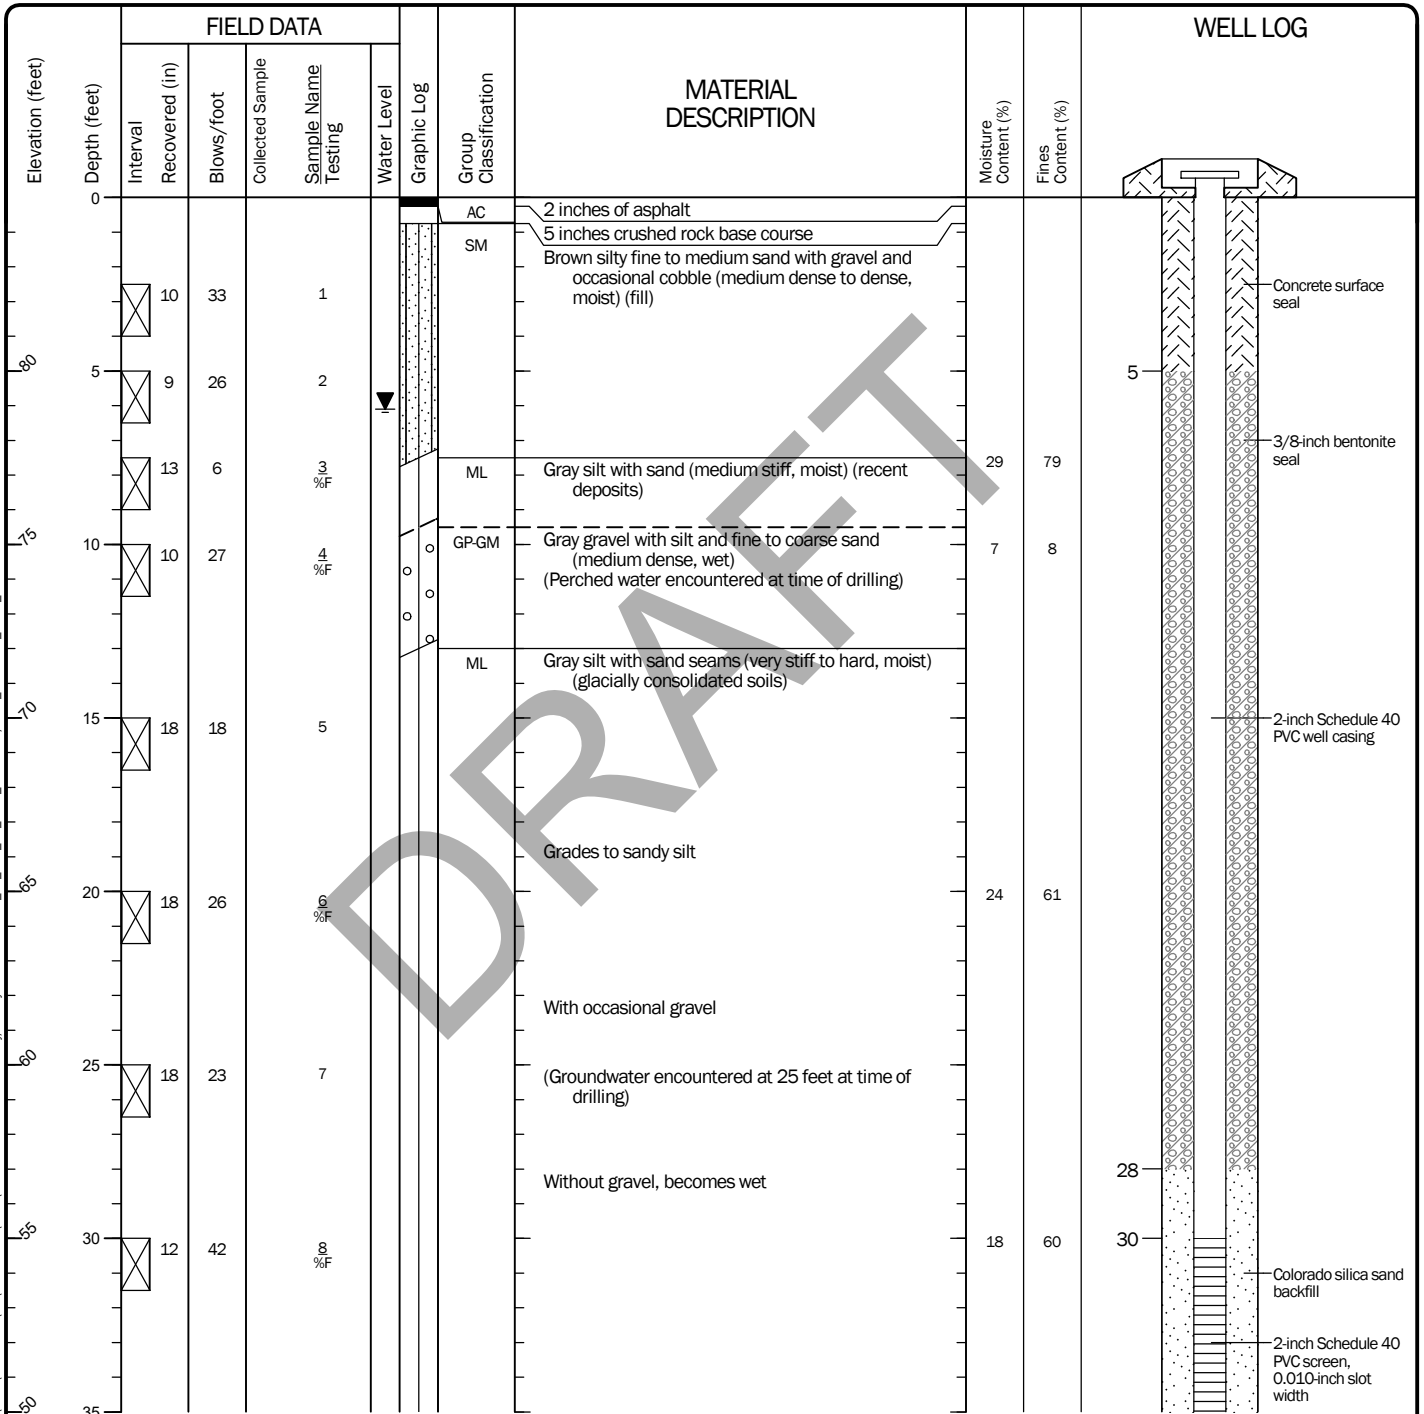 FIELD DATA
WELL LOG
Elevation (feet)
Depth (feet)
Interval
Recovered (in)
Blows/foot
Collected Sample
Sample Name
Testing
Water Level
Graphic Log
Group
Classification
MATERIAL
DESCRIPTION
Moisture
Content (%)
Fines
Content (%)
0
AC
2 inches of asphalt
5 inches crushed rock base course
SM
Brown silty fine to medium sand with gravel and
occasional cobble (medium dense to dense,
moist) (fill)
10 33 1
Concrete surface
seal
80
5
9 26 2
5
3/8-inch bentonite
seal
13 6 3
%F
ML
Gray silt with sand (medium stiff, moist) (recent
deposits)
29 79
75
10
10 27 4
%F
GP-GM
Gray gravel with silt and fine to coarse sand
(medium dense, wet)
(Perched water encountered at time of drilling)
7 8
ML
Gray silt with sand seams (very stiff to hard, moist)
(glacially consolidated soils)
70
15
18 18 5
2-inch Schedule 40
PVC well casing
Grades to sandy silt
65
20
18 26 6
%F
24 61
With occasional gravel
60
25
18 23 7
(Groundwater encountered at 25 feet at time of
drilling)
Without gravel, becomes wet
28
55
30
12 42 8
%F
18 60
30
Colorado silica sand
backfill
2-inch Schedule 40
PVC screen,
0.010-inch slot
width
50
35
DRAFT